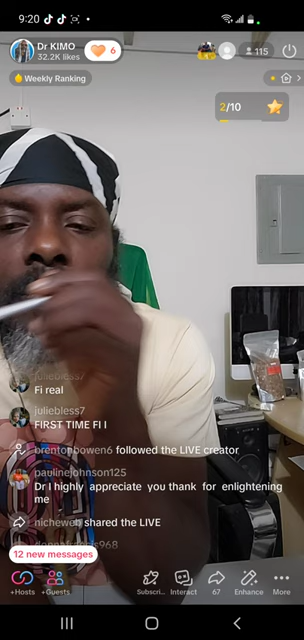 9:20
Dr KIMO
32.2K likes
6
115
Weekly Ranking
2/10
juliebless7
Fi real
juliebless7
FIRST TIME FI I
brentonbowen6 followed the LIVE creator
paulinejohnson125
Dr I highly appreciate you thank for enlightening
me
nicheweb shared the LIVE
12 new messages
+Hosts
+Guests
Subscri...
Interact
67
Enhance
More